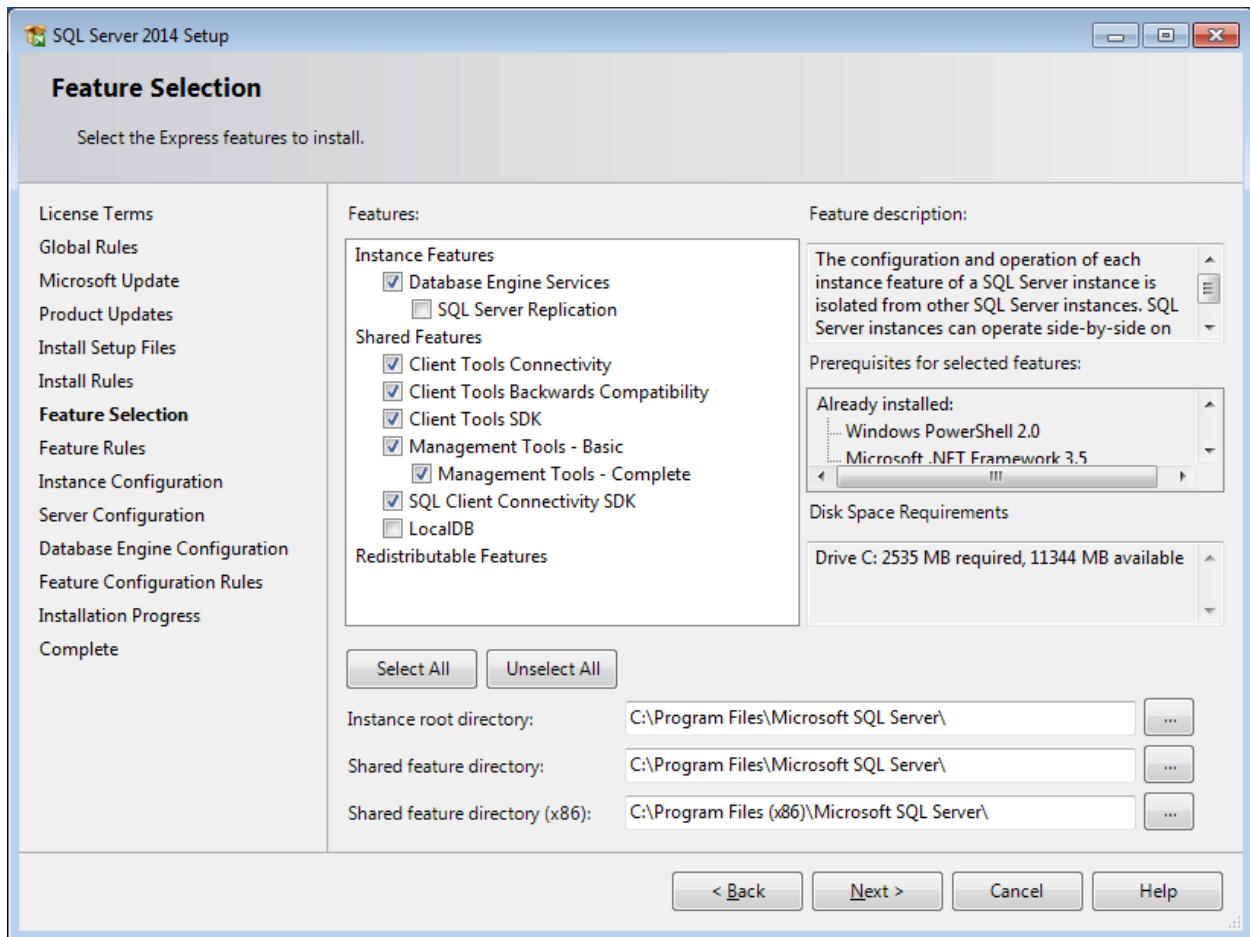 SQL Server 2014 Setup
Feature Selection
Select the Express features to install.
License Terms
Global Rules
Microsoft Update
Product Updates
Install Setup Files
Install Rules
Feature Selection
Feature Rules
Instance Configuration
Server Configuration
Database Engine Configuration
Feature Configuration Rules
Installation Progress
Complete
Features:
Instance Features
Database Engine Services
SQL Server Replication
Shared Features
Client Tools Connectivity
Client Tools Backwards Compatibility
Client Tools SDK
Management Tools - Basic
Management Tools - Complete
SQL Client Connectivity SDK
LocalDB
Redistributable Features
Feature description:
The configuration and operation of each
instance feature of a SQL Server instance is
isolated from other SQL Server instances. SQL
Server instances can operate side-by-side on
Prerequisites for selected features:
Already installed:
Windows PowerShell 2.0
Microsoft .NET Framework 3.5
Disk Space Requirements
Drive C: 2535 MB required, 11344 MB available
Select All
Unselect All
Instance root directory:
C:\Program Files\Microsoft SQL Server\
...
Shared feature directory:
C:\Program Files\Microsoft SQL Server\
...
Shared feature directory (x86):
C:\Program Files (x86)\Microsoft SQL Server\
...
< Back
Next >
Cancel
Help